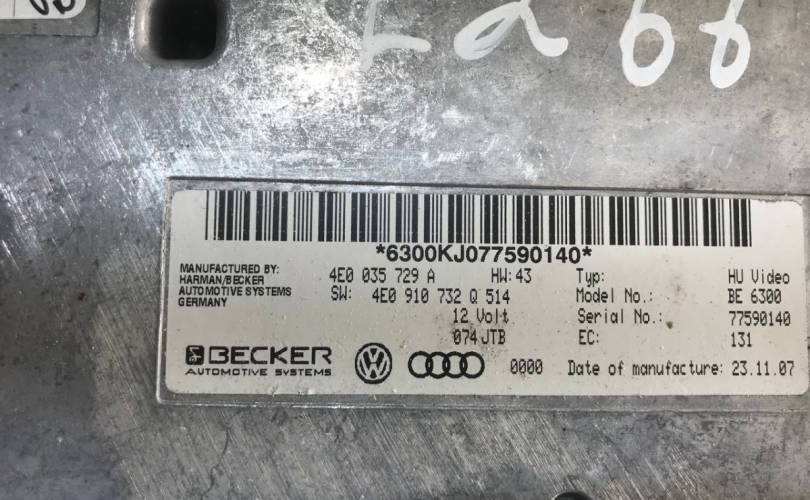 *6300KJ077590140*
MANUFACTURED BY:
HARMAN/BECKER
AUTOMOTIVE SYSTEMS
GERMANY
4E0 035 729 A HW:43
SW: 4E0 910 732 Q 514
12 Volt
074 JTB
Typ: HU Video
Model No.: BE 6300
Serial No.: 77590140
EC: 131
BECKER
AUTOMOTIVE SYSTEMS
0000 Date of manufacture: 23.11.07